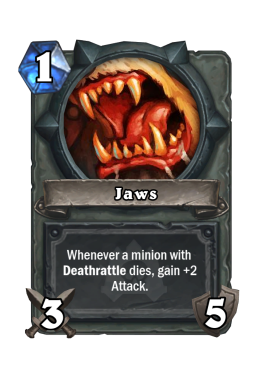 1
Jaws
Whenever a minion with
Deathrattle dies, gain +2
Attack.
3 5